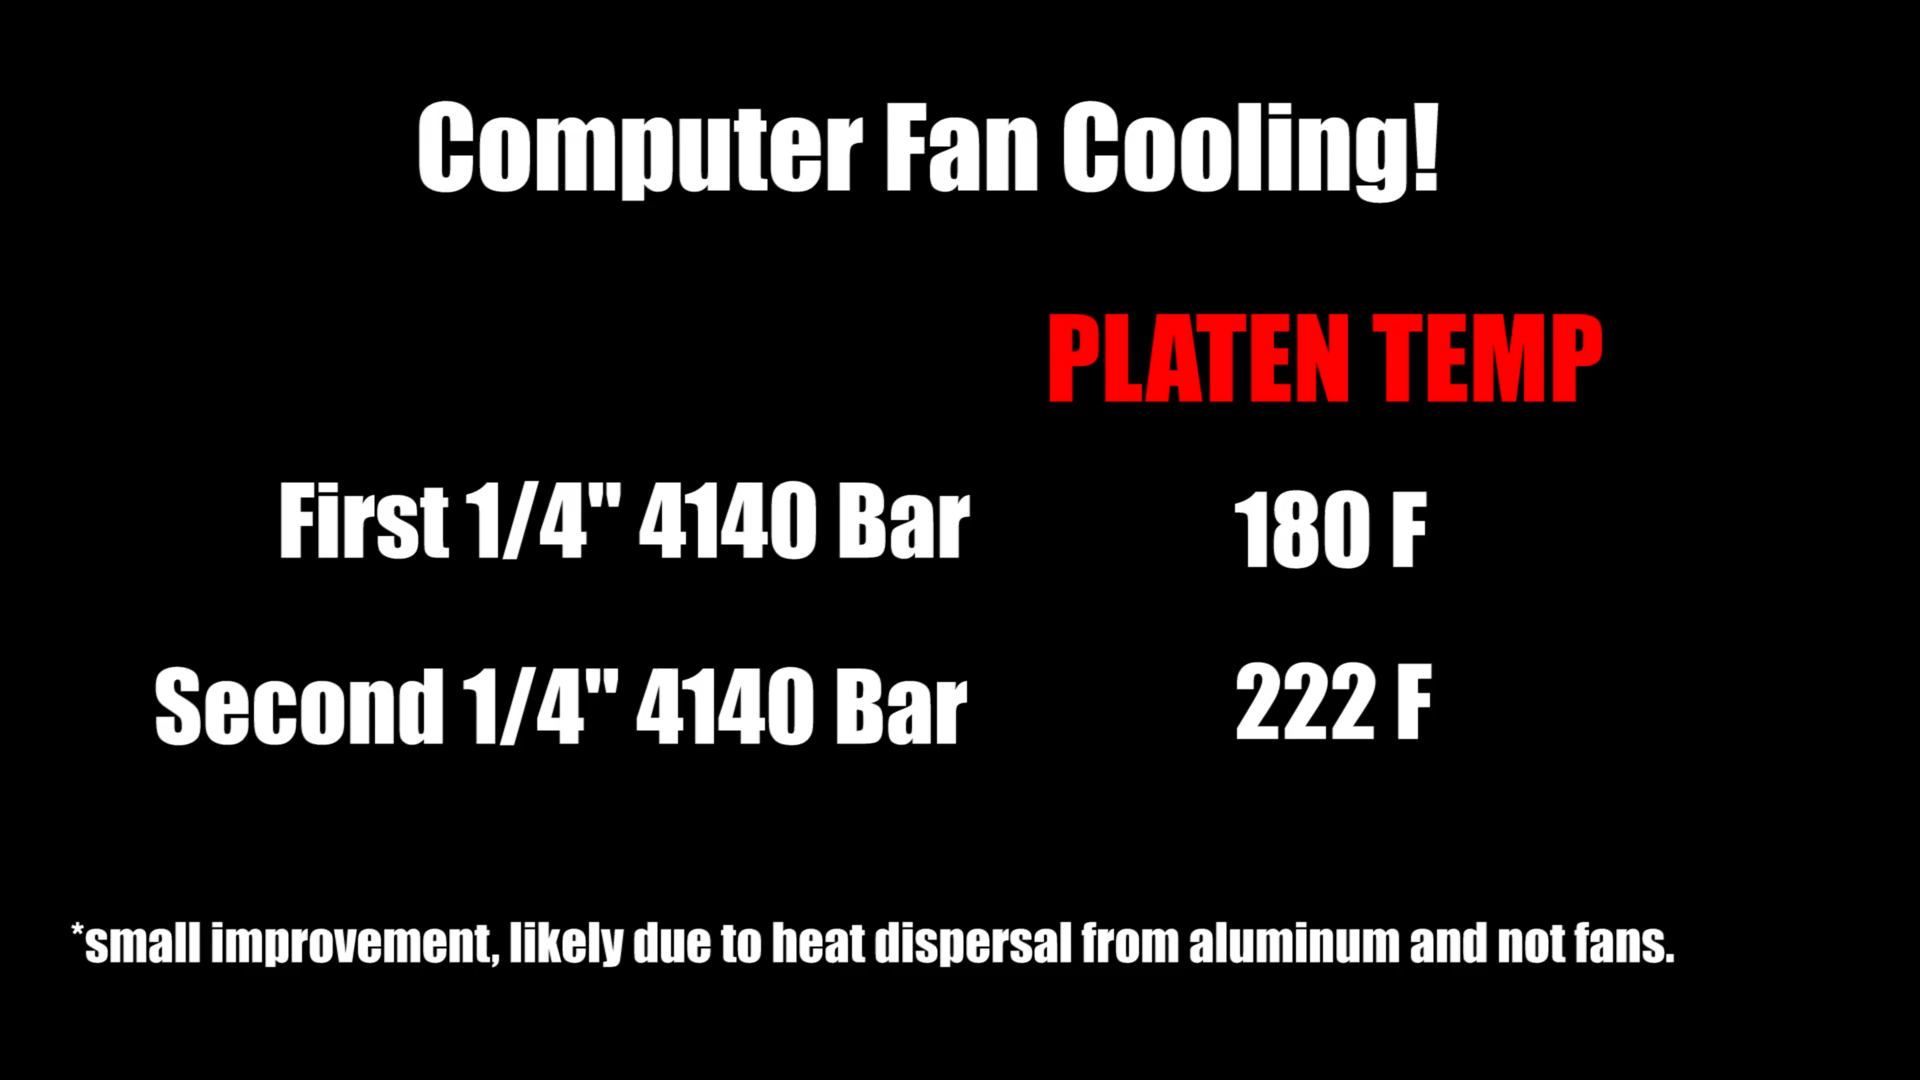 Computer Fan Cooling!
PLATEN TEMP
First 1/4" 4140 Bar 180 F
Second 1/4" 4140 Bar 222 F
*small improvement, likely due to heat dispersal from aluminum and not fans.